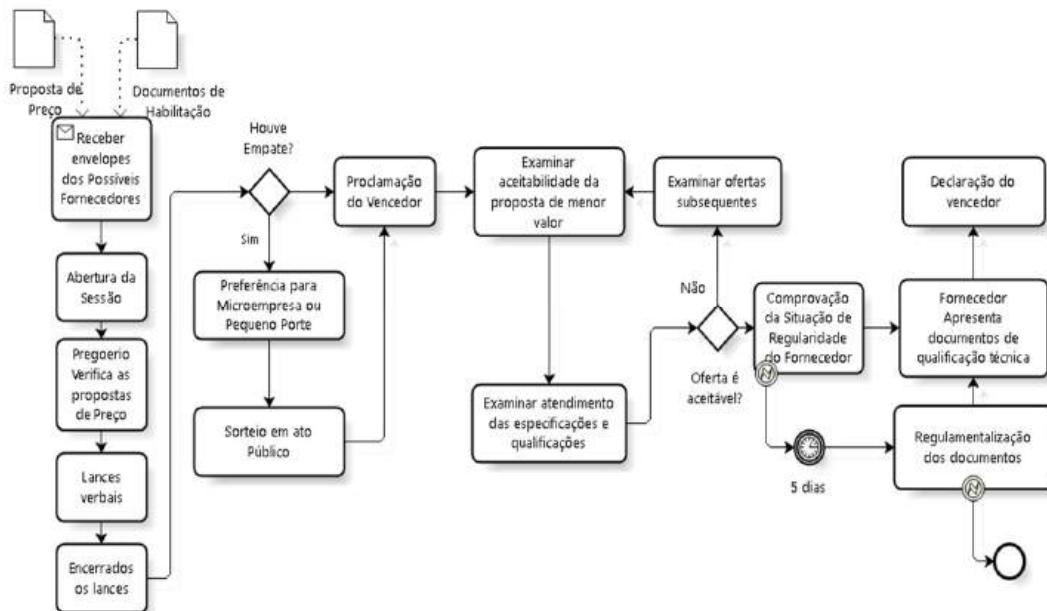 Proposta de
Preço
Documentos de
Habilitação
Receber
envelopes
dos Possíveis
Fornecedores
Abertura da
Sessão
Pregoerio
Verifica as
propostas
de Preço
Lances
verbais
Encerrados
os lances
Houve
Empate?
Sim
Preferência para
Microempresa ou
Pequeno Porte
Sorteio em ato
Público
Proclamação
do Vencedor
Examinar
aceitabilidade da
proposta de menor
valor
Examinar atendimento
das especificações e
qualificações
Examinar ofertas
subsequentes
Não
Oferta é
aceitável?
Comprovação
da Situação de
Regularidade
do Fornecedor
5 dias
Declaração do
vencedor
Fornecedor
Apresenta
documentos de
qualificação técnica
Regulamentalização
dos documentos